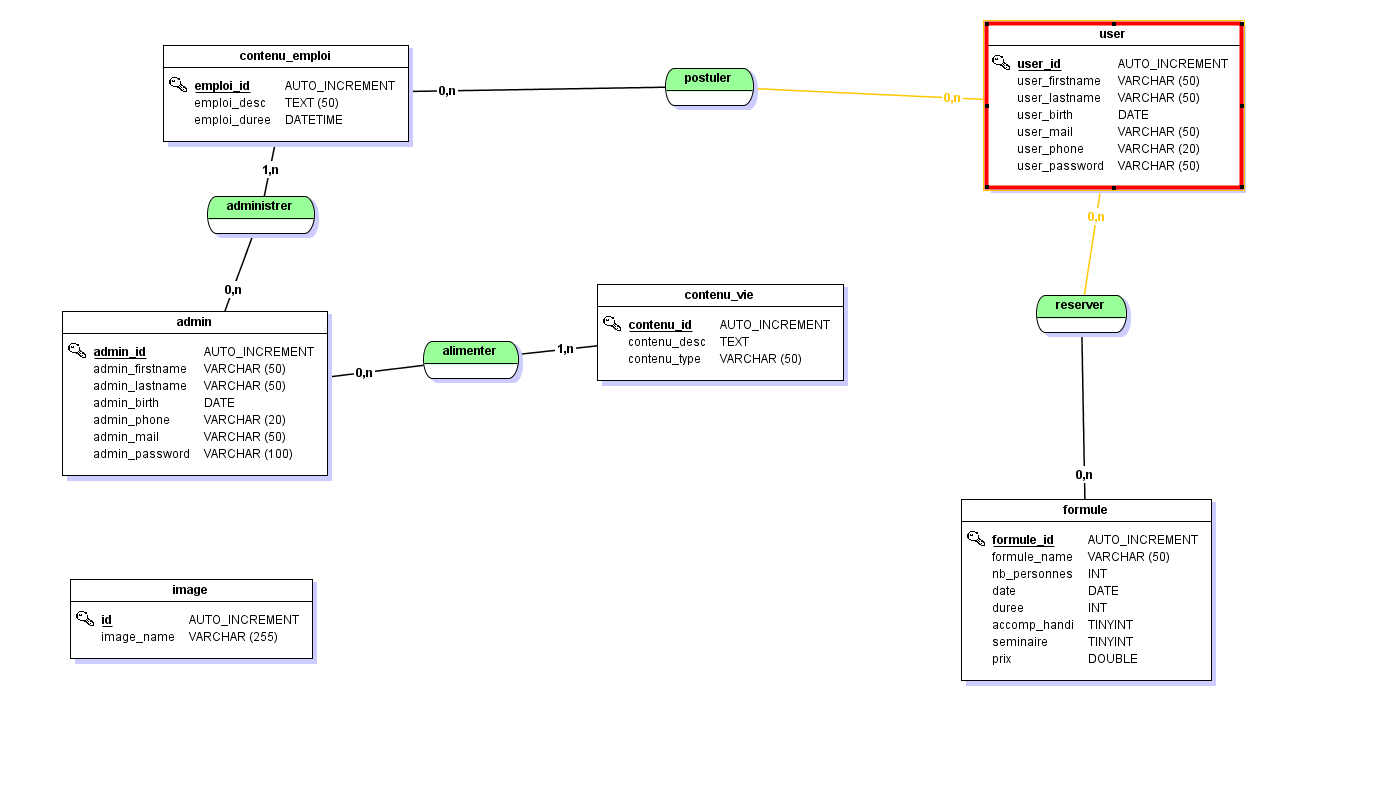 contenu_emploi
emploi_id AUTO_INCREMENT
emploi_desc TEXT (50)
emploi_duree DATETIME
0,n
postuler
0,n
user
user_id AUTO_INCREMENT
user_firstname VARCHAR (50)
user_lastname VARCHAR (50)
user_birth DATE
user_mail VARCHAR (50)
user_phone VARCHAR (20)
user_password VARCHAR (50)
1,n
administrer
0,n
0,n
reserver
0,n
admin
admin_id AUTO_INCREMENT
admin_firstname VARCHAR (50)
admin_lastname VARCHAR (50)
admin_birth DATE
admin_phone VARCHAR (20)
admin_mail VARCHAR (50)
admin_password VARCHAR (100)
0,n
alimenter
1,n
contenu_vie
contenu_id AUTO_INCREMENT
contenu_desc TEXT
contenu_type VARCHAR (50)
formule
formule_id AUTO_INCREMENT
formule_name VARCHAR (50)
nb_personnes INT
date DATE
duree INT
accomp_handi TINYINT
seminaire TINYINT
prix DOUBLE
image
id AUTO_INCREMENT
image_name VARCHAR (255)